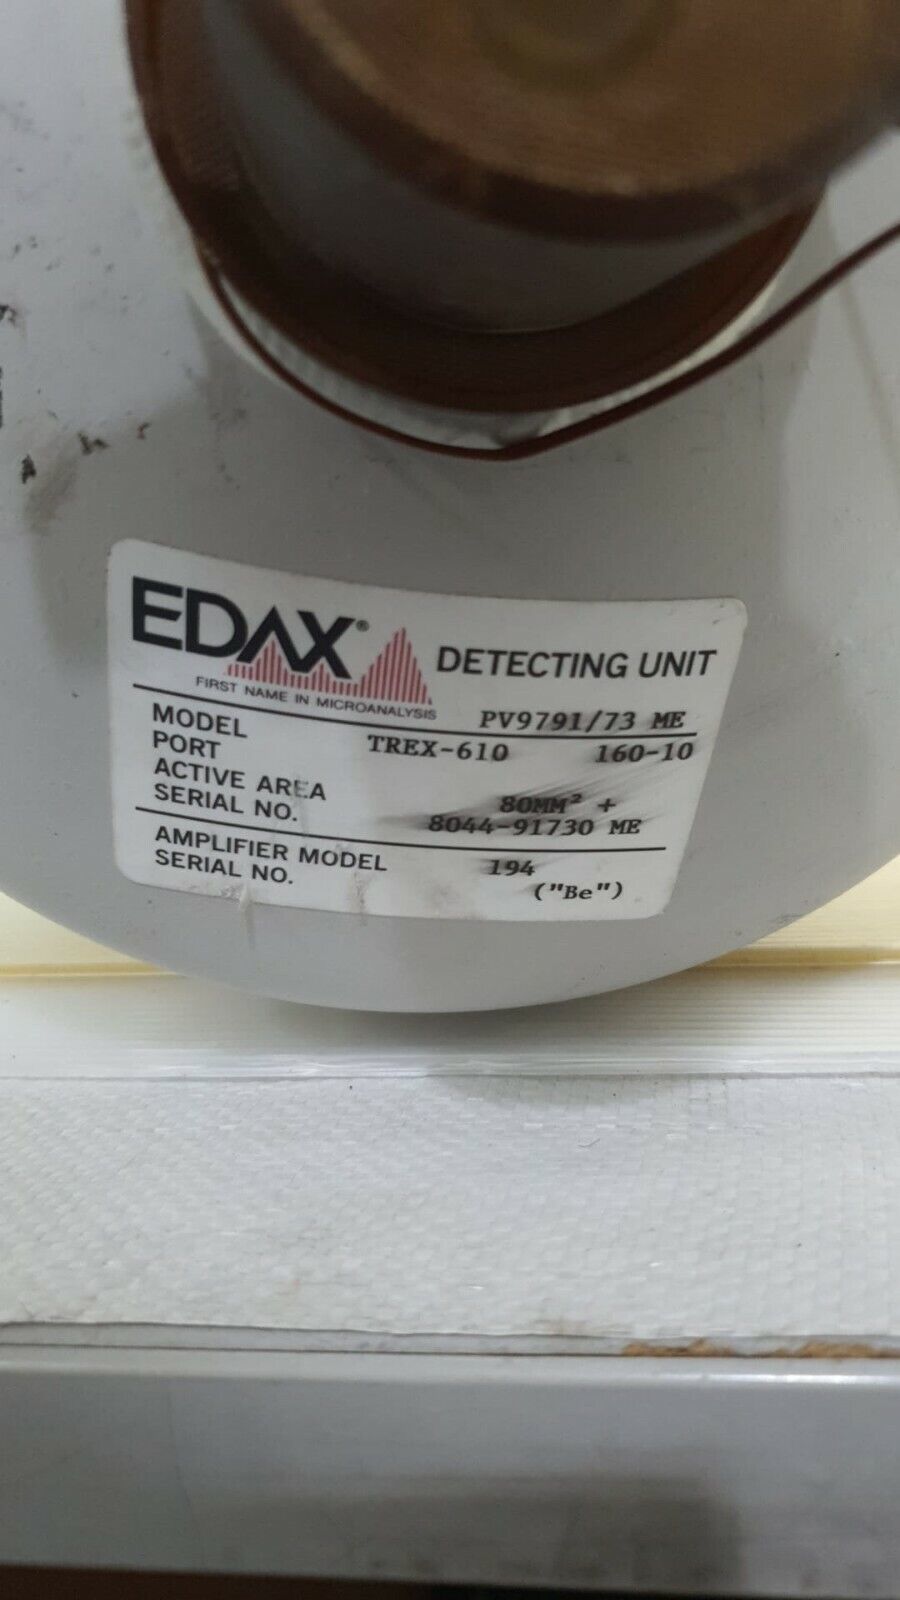 EDAX® DETECTING UNIT
FIRST NAME IN MICROANALYSIS
MODEL PV9791/73 ME
PORT TREX-610 160-10
ACTIVE AREA 80MM² +
SERIAL NO. 8044-91730 ME
AMPLIFIER MODEL 194
SERIAL NO. ("Be")